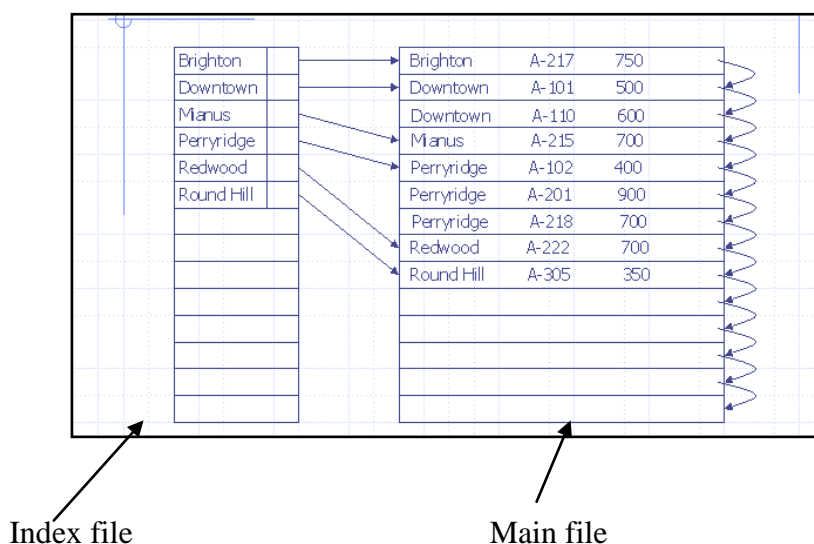 Brighton Brighton A-217 750
Downtown Downtown A-101 500
Mianus Downtown A-110 600
Perryridge Mianus A-215 700
Redwood Perryridge A-102 400
Round Hill Perryridge A-201 900
Perryridge A-218 700
Redwood A-222 700
Round Hill A-305 350
Index file Main file